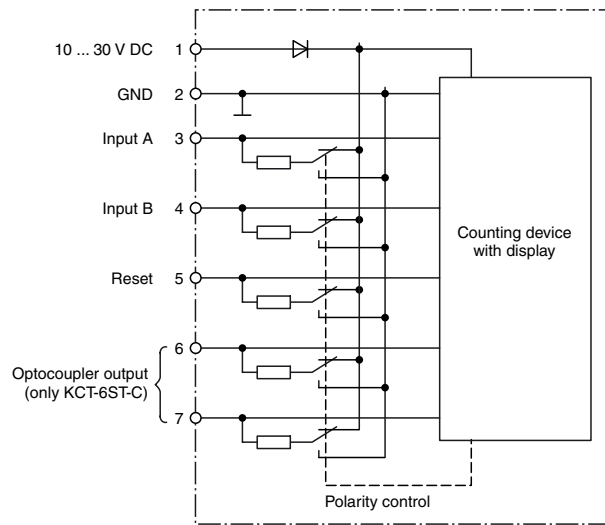 10 ... 30 V DC 1
GND 2
Input A 3
Input B 4
Counting device
with display
Reset 5
6
Optocoupler output
(only KCT-6ST-C)
7
Polarity control